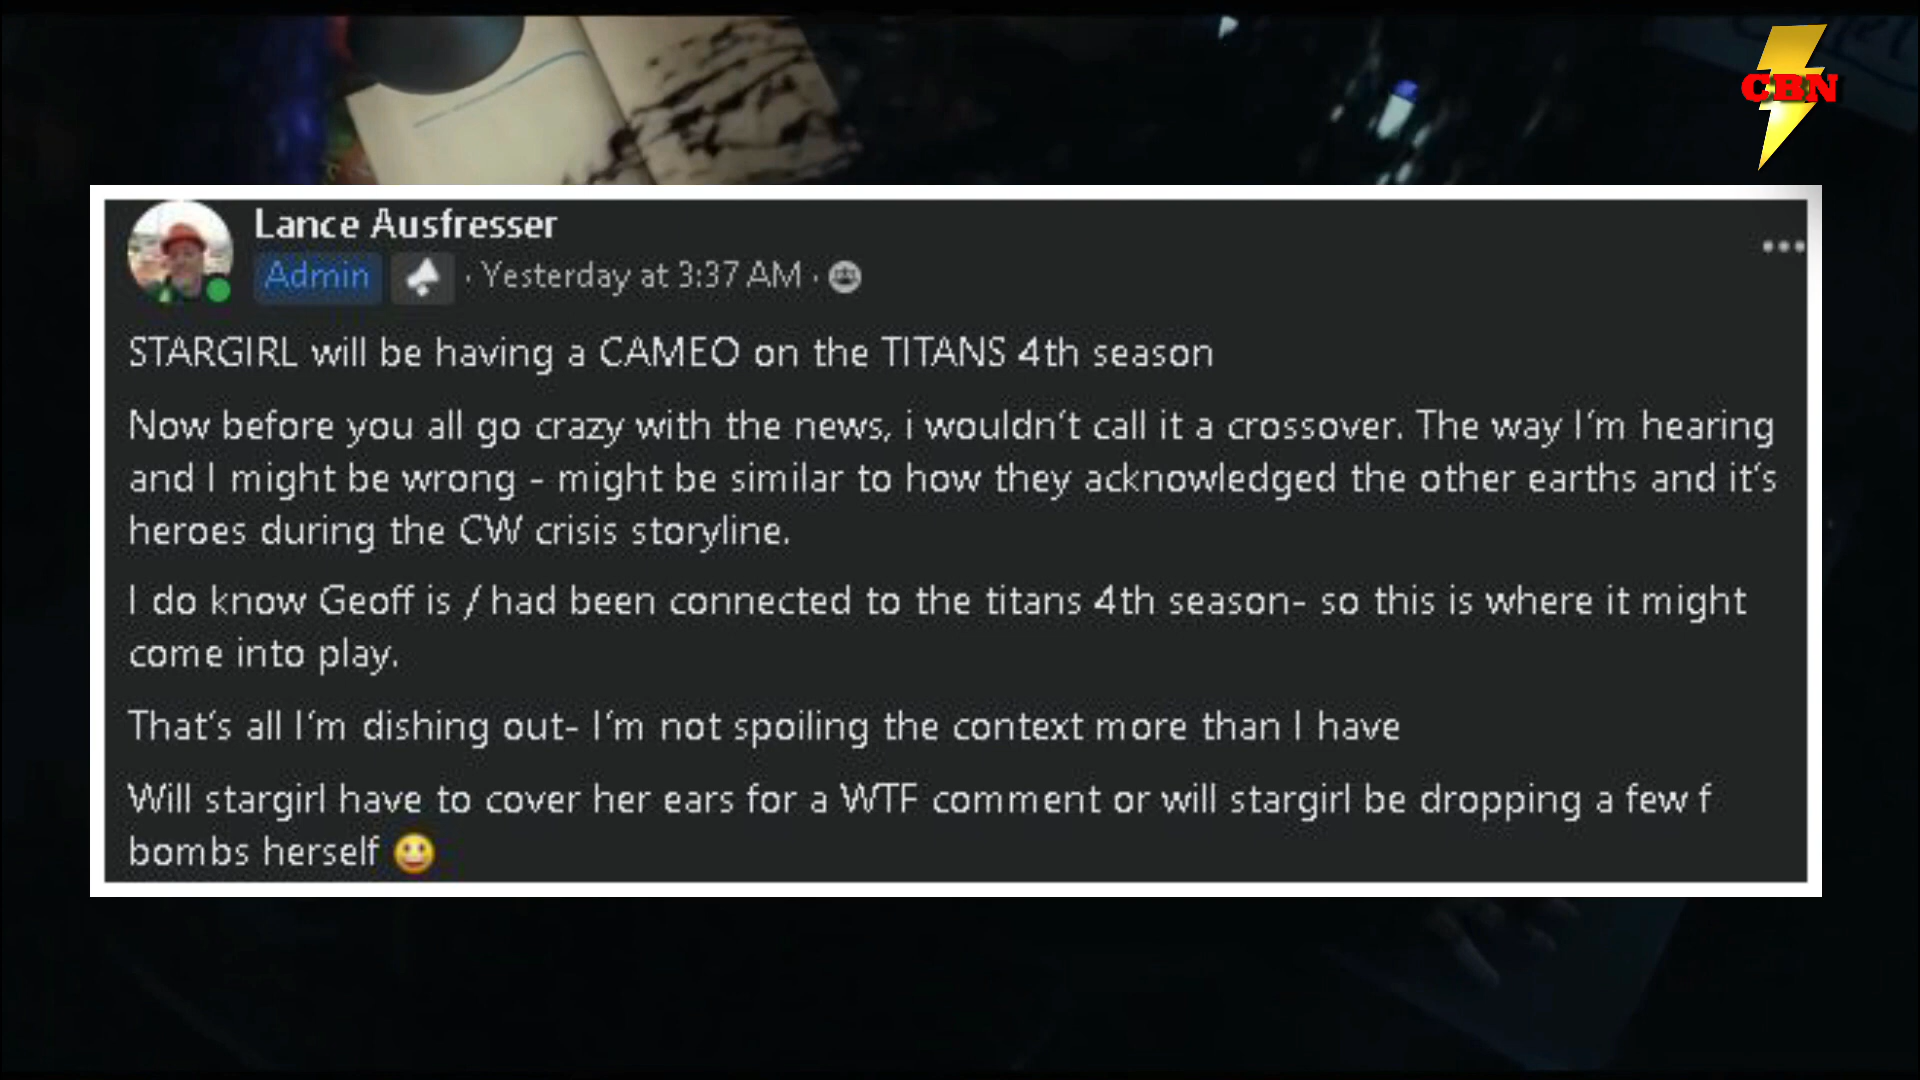 CBN
Lance Ausfresser
Admin · Yesterday at 3:37 AM ·
STARGIRL will be having a CAMEO on the TITANS 4th season
Now before you all go crazy with the news, i wouldn't call it a crossover. The way I'm hearing
and I might be wrong - might be similar to how they acknowledged the other earths and it's
heroes during the CW crisis storyline.
I do know Geoff is / had been connected to the titans 4th season- so this is where it might
come into play.
That's all I'm dishing out- I'm not spoiling the context more than I have
Will stargirl have to cover her ears for a WTF comment or will stargirl be dropping a few f
bombs herself 😀